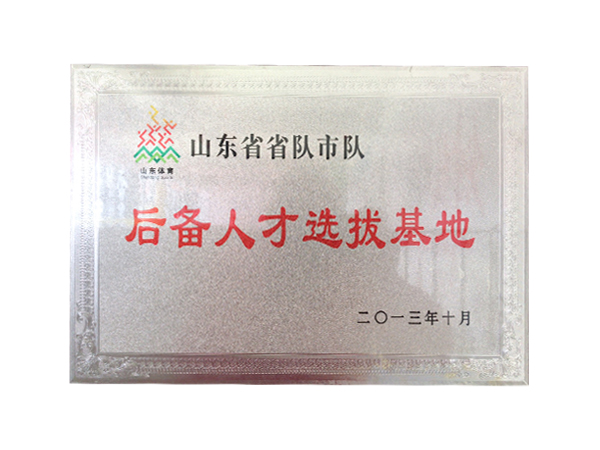 山东省省队市队
山东体育
后备人才选拔基地
二〇一三年十月